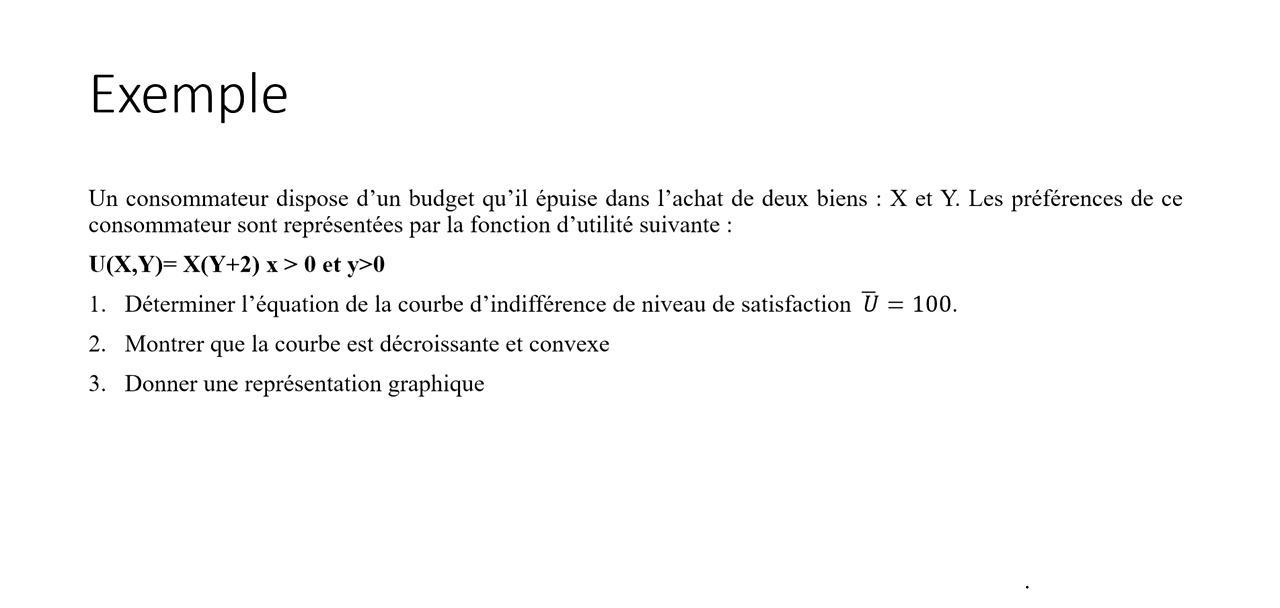 Exemple
Un consommateur dispose d’un budget qu’il épuise dans l’achat de deux biens : X et Y. Les préférences de ce
consommateur sont représentées par la fonction d’utilité suivante :
U(X,Y)= X(Y+2) x > 0 et y>0
1. Déterminer l’équation de la courbe d’indifférence de niveau de satisfaction U̅ = 100.
2. Montrer que la courbe est décroissante et convexe
3. Donner une représentation graphique
.